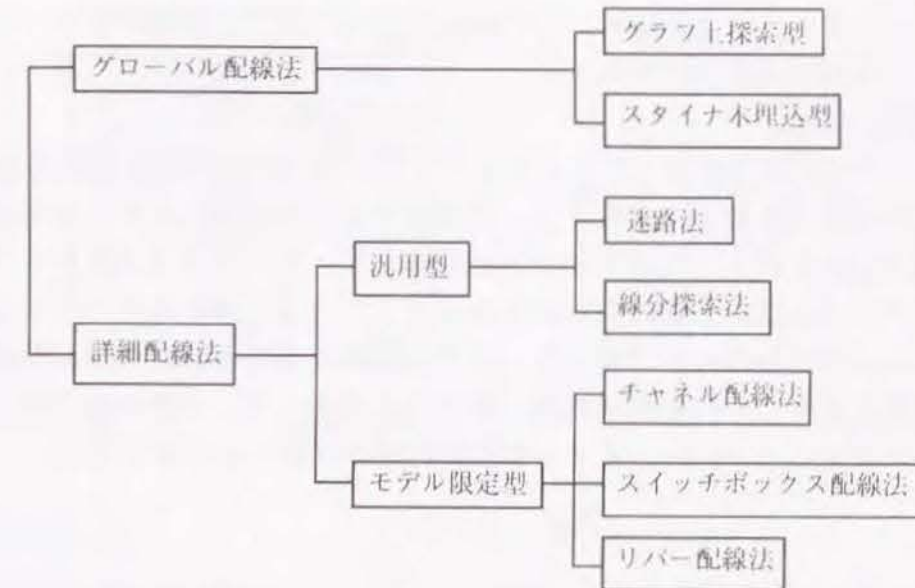 グラフ上探索型
グローバル配線法
スタイナ木埋込型
迷路法
汎用型
線分探索法
詳細配線法
チャネル配線法
モデル限定型
スイッチボックス配線法
リバー配線法